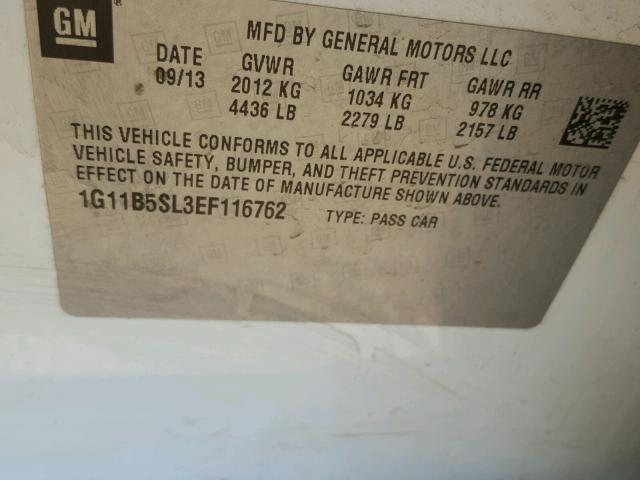 GM
MFD BY GENERAL MOTORS LLC
DATE GVWR GAWR FRT GAWR RR
09/13 2012 KG 1034 KG 978 KG
4436 LB 2279 LB 2157 LB
THIS VEHICLE CONFORMS TO ALL APPLICABLE U.S. FEDERAL MOTOR
VEHICLE SAFETY, BUMPER, AND THEFT PREVENTION STANDARDS IN
EFFECT ON THE DATE OF MANUFACTURE SHOWN ABOVE.
1G11B5SL3EF116762 TYPE: PASS CAR